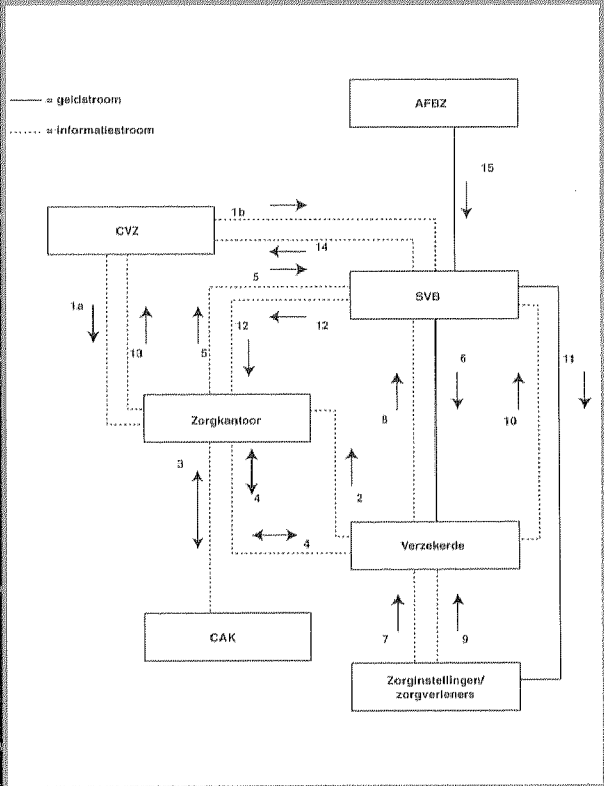 = geldstroom
= informatiestroom
AFBZ
15
1b
CVZ
14
5
SVB
1a
13
5
12
12
6
11
8
10
Zorgkantoor
3
4
2
4
Verzekerde
CAK
7
9
Zorginstellingen/
zorgverleners